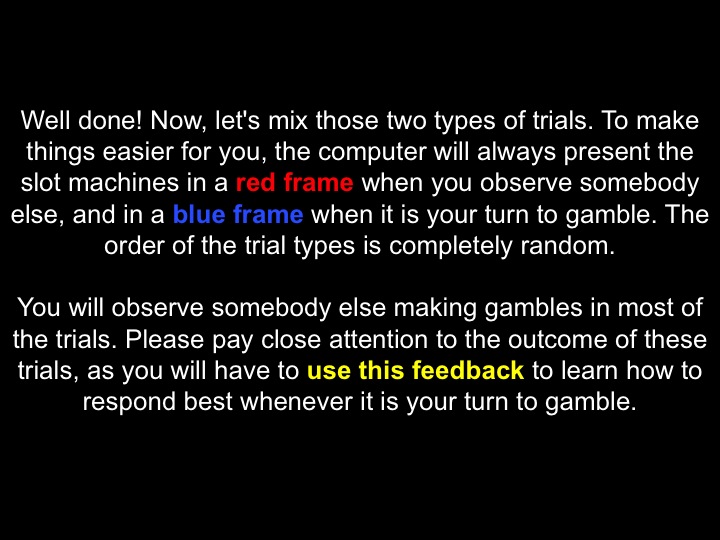 Well done! Now, let's mix those two types of trials. To make
things easier for you, the computer will always present the
slot machines in a red frame when you observe somebody
else, and in a blue frame when it is your turn to gamble. The
order of the trial types is completely random.
You will observe somebody else making gambles in most of
the trials. Please pay close attention to the outcome of these
trials, as you will have to use this feedback to learn how to
respond best whenever it is your turn to gamble.